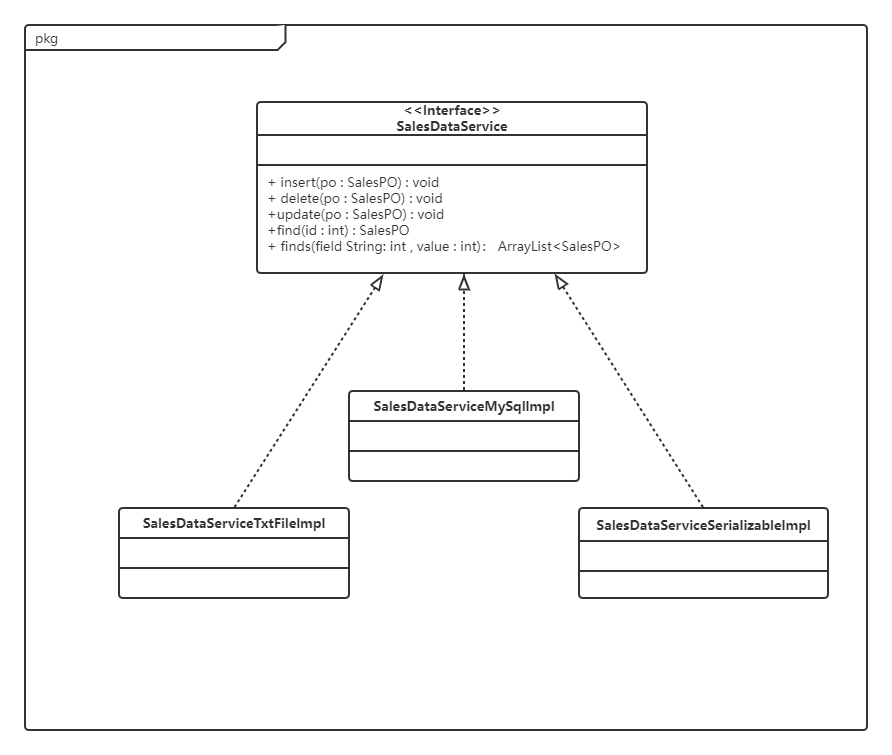 pkg
<<Interface>>
SalesDataService
+ insert(po : SalesPO) : void
+ delete(po : SalesPO) : void
+update(po : SalesPO) : void
+find(id : int) : SalesPO
+ finds(field String: int , value : int)： ArrayList<SalesPO>
SalesDataServiceMySqlImpl
SalesDataServiceTxtFileImpl
SalesDataServiceSerializableImpl